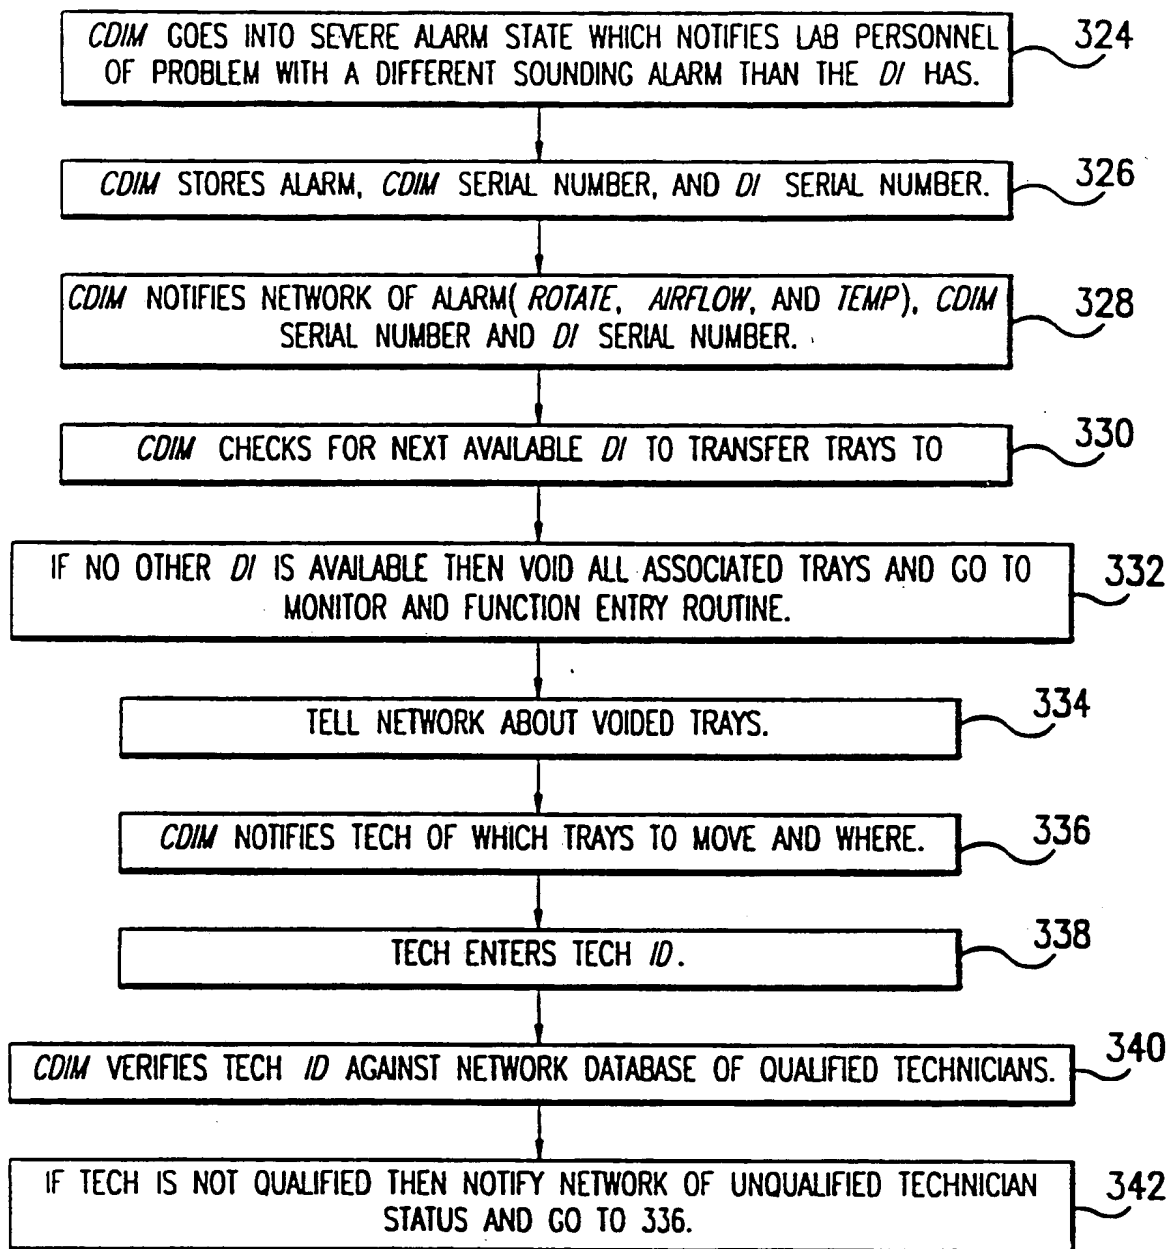 CDIM GOES INTO SEVERE ALARM STATE WHICH NOTIFIES LAB PERSONNEL
OF PROBLEM WITH A DIFFERENT SOUNDING ALARM THAN THE DI HAS.
324
CDIM STORES ALARM, CDIM SERIAL NUMBER, AND DI SERIAL NUMBER.
326
CDIM NOTIFIES NETWORK OF ALARM( ROTATE, AIRFLOW, AND TEMP), CDIM
SERIAL NUMBER AND DI SERIAL NUMBER.
328
CDIM CHECKS FOR NEXT AVAILABLE DI TO TRANSFER TRAYS TO
330
IF NO OTHER DI IS AVAILABLE THEN VOID ALL ASSOCIATED TRAYS AND GO TO
MONITOR AND FUNCTION ENTRY ROUTINE.
332
TELL NETWORK ABOUT VOIDED TRAYS.
334
CDIM NOTIFIES TECH OF WHICH TRAYS TO MOVE AND WHERE.
336
TECH ENTERS TECH ID.
338
CDIM VERIFIES TECH ID AGAINST NETWORK DATABASE OF QUALIFIED TECHNICIANS.
340
IF TECH IS NOT QUALIFIED THEN NOTIFY NETWORK OF UNQUALIFIED TECHNICIAN
STATUS AND GO TO 336.
342